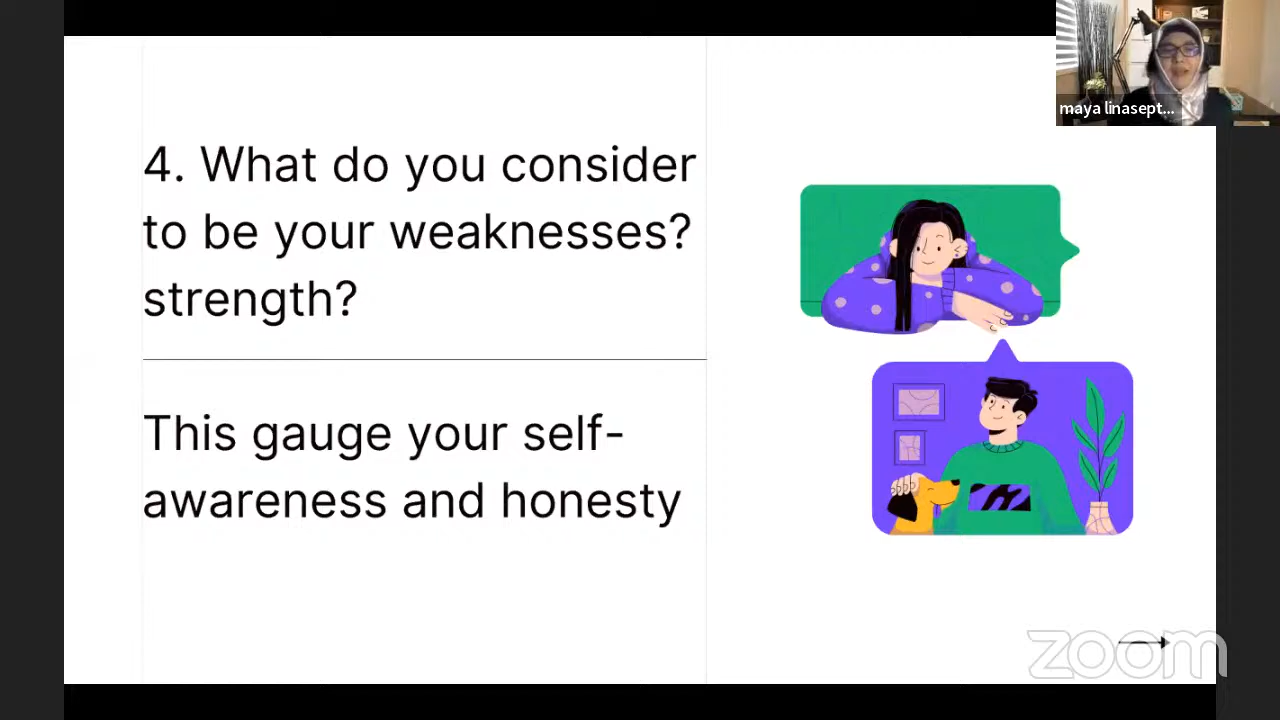 maya linasept...
4. What do you consider
to be your weaknesses?
strength?
This gauge your self-
awareness and honesty
zoom